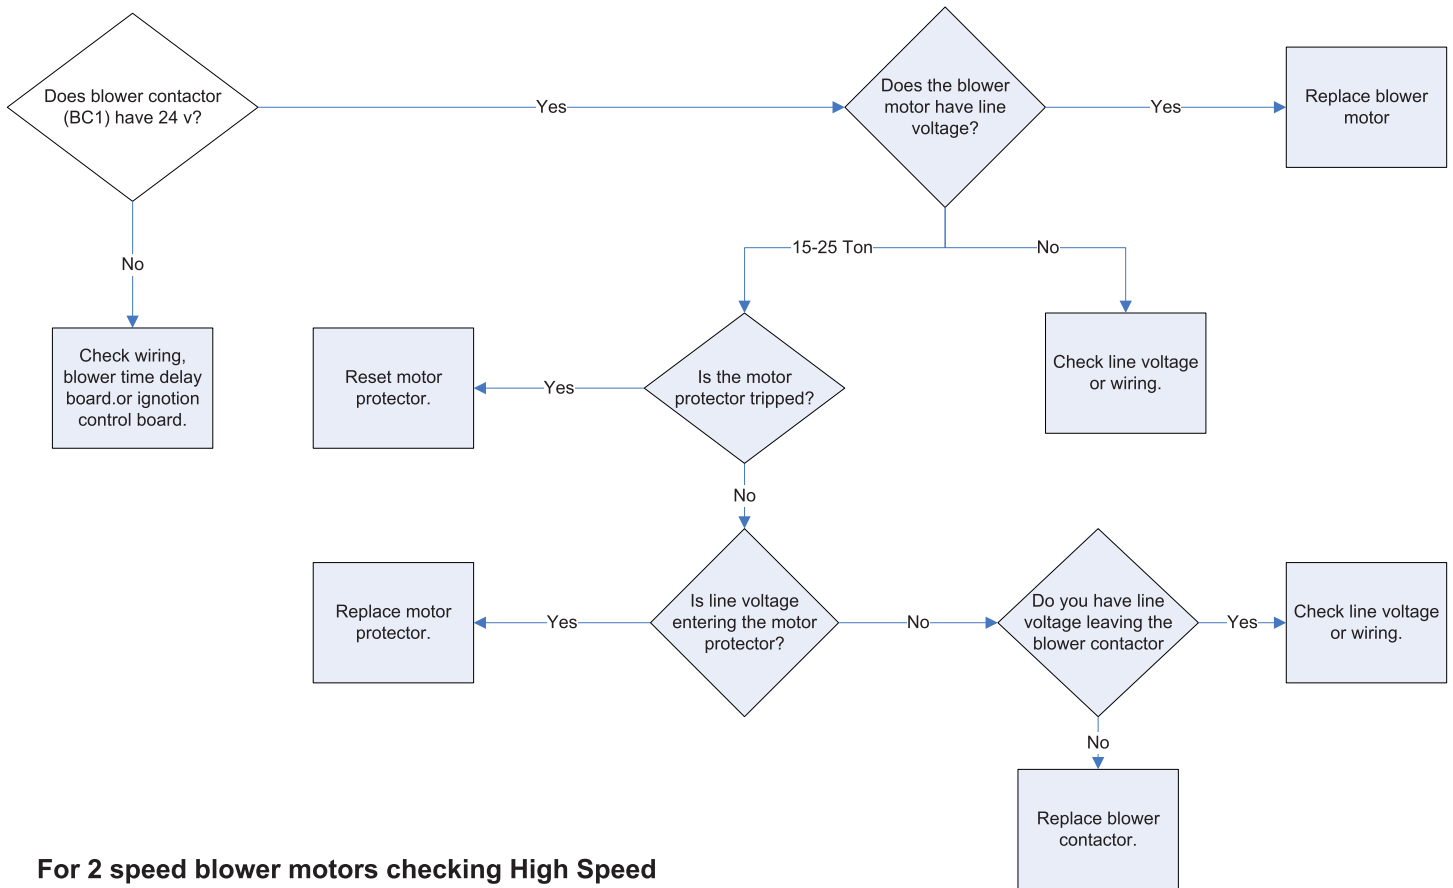 Does blower contactor
(BC1) have 24 v?
Yes
Does the blower
motor have line
voltage?
Yes
Replace blower
motor
No
15-25 Ton
No
Check wiring,
blower time delay
board.or ignotion
control board.
Reset motor
protector.
Yes
Is the motor
protector tripped?
Check line voltage
or wiring.
No
Replace motor
protector.
Yes
Is line voltage
entering the motor
protector?
No
Do you have line
voltage leaving the
blower contactor
Yes
Check line voltage
or wiring.
No
Replace blower
contactor.
For 2 speed blower motors checking High Speed